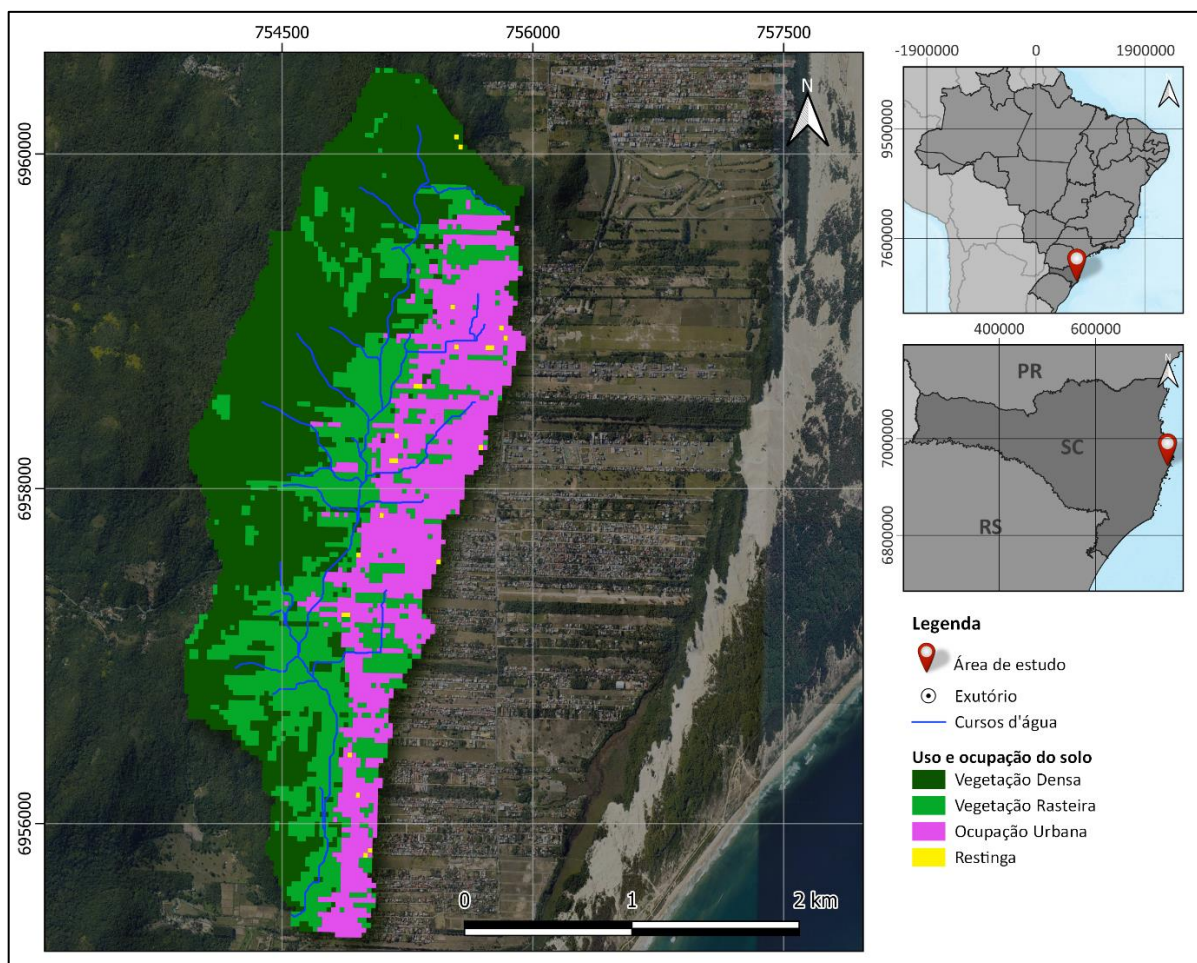 754500 756000 757500
6960000
6958000
6956000
N
0 1 2 km
-1900000 0 1900000
9500000
7600000
N
400000 600000
7000000
6800000
N
PR
SC
RS
Legenda
Área de estudo
Exutório
Cursos d'água
Uso e ocupação do solo
Vegetação Densa
Vegetação Rasteira
Ocupação Urbana
Restinga